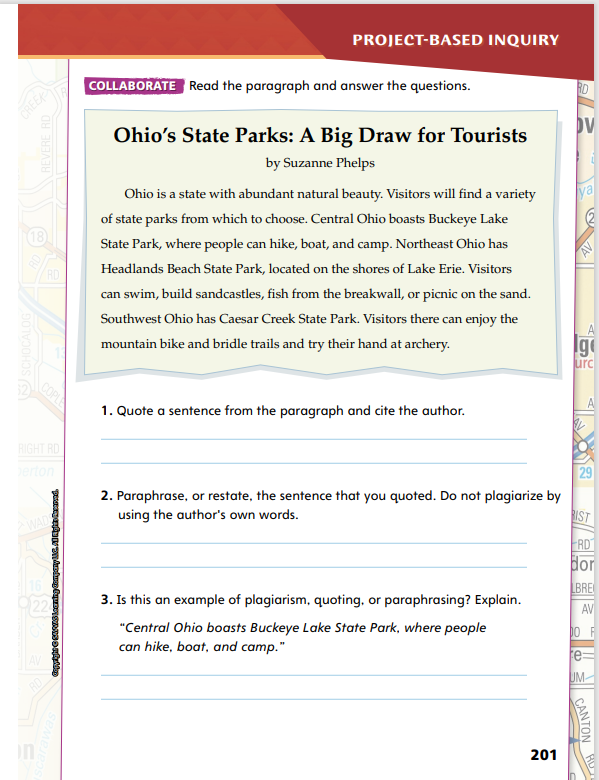 PROJECT-BASED INQUIRY
COLLABORATE Read the paragraph and answer the questions.
Ohio's State Parks: A Big Draw for Tourists
by Suzanne Phelps
Ohio is a state with abundant natural beauty. Visitors will find a variety
of state parks from which to choose. Central Ohio boasts Buckeye Lake
State Park, where people can hike, boat, and camp. Northeast Ohio has
Headlands Beach State Park, located on the shores of Lake Erie. Visitors
can swim, build sandcastles, fish from the breakwall, or picnic on the sand.
Southwest Ohio has Caesar Creek State Park. Visitors there can enjoy the
mountain bike and bridle trails and try their hand at archery.
1. Quote a sentence from the paragraph and cite the author.
2. Paraphrase, or restate, the sentence that you quoted. Do not plagiarize by
using the author's own words.
3. Is this an example of plagiarism, quoting, or paraphrasing? Explain.
“Central Ohio boasts Buckeye Lake State Park, where people
can hike, boat, and camp.”
201